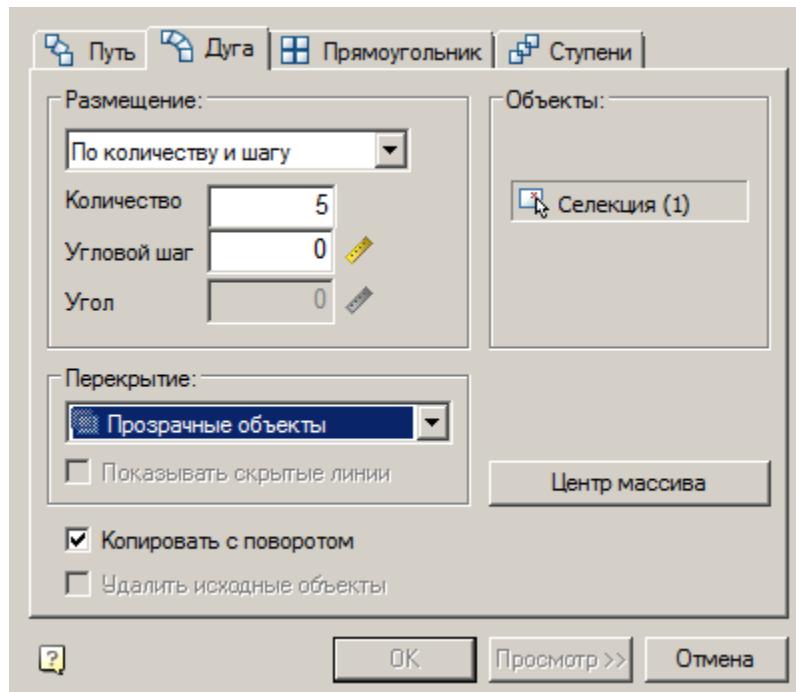 Путь Дуга Прямоугольник Ступени
Размещение:
По количеству и шагу
Количество 5
Угловой шаг 0
Угол 0
Объекты:
Селекция (1)
Перекрытие:
Прозрачные объекты
Показывать скрытые линии
Центр массива
Копировать с поворотом
Удалить исходные объекты
? OK Просмотр >> Отмена